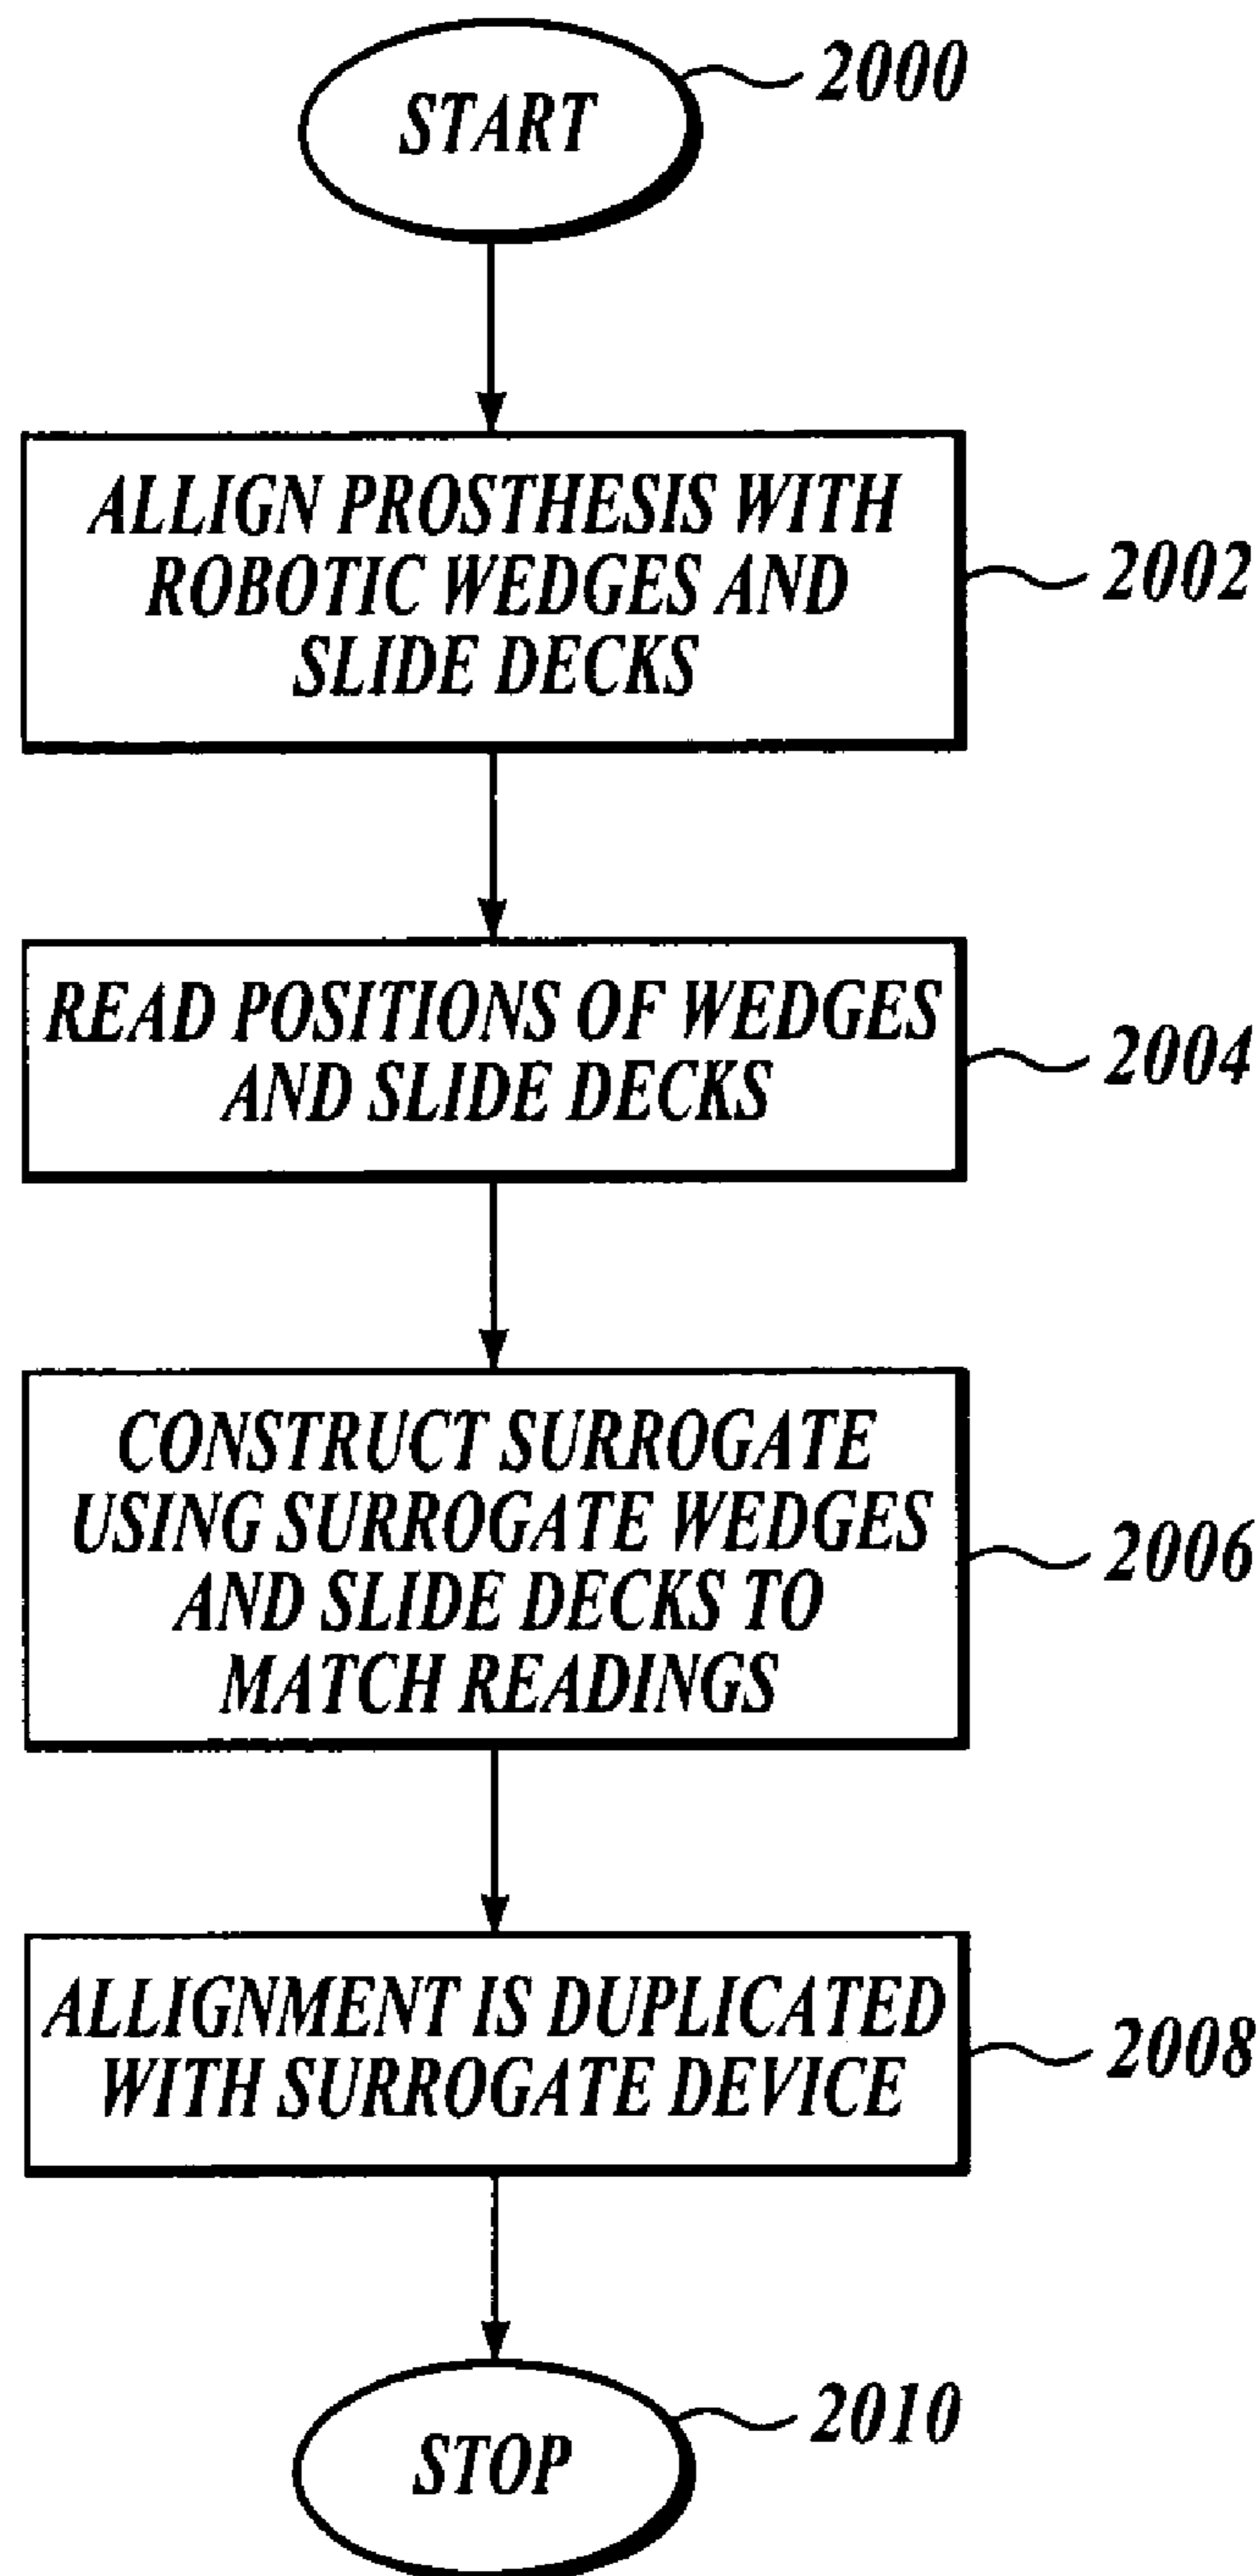 START
2000
ALLIGN PROSTHESIS WITH
ROBOTIC WEDGES AND
SLIDE DECKS
2002
READ POSITIONS OF WEDGES
AND SLIDE DECKS
2004
CONSTRUCT SURROGATE
USING SURROGATE WEDGES
AND SLIDE DECKS TO
MATCH READINGS
2006
ALLIGNMENT IS DUPLICATED
WITH SURROGATE DEVICE
2008
STOP
2010